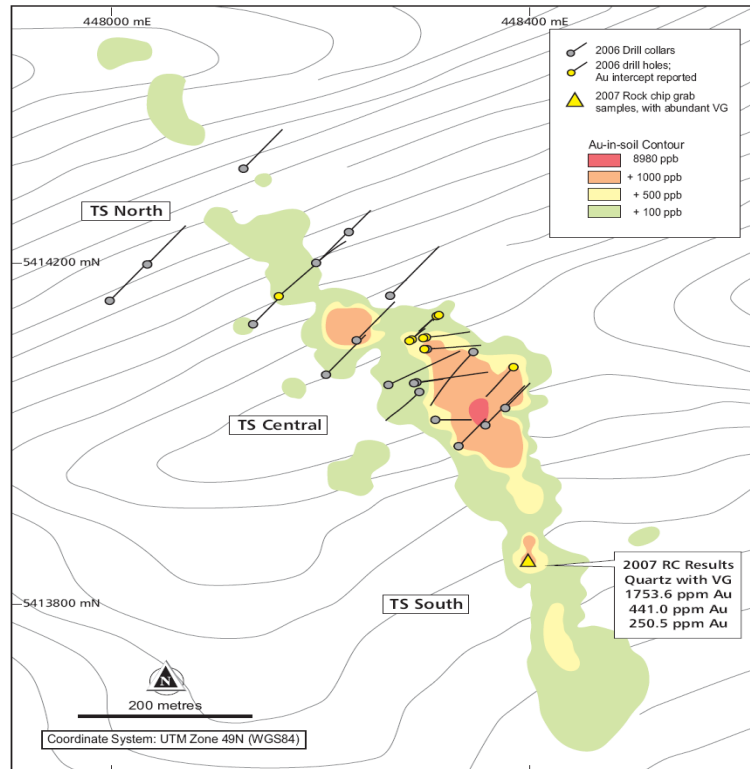 448000 mE
448400 mE
2006 Drill collars
2006 drill holes;
Au intercept reported
2007 Rock chip grab
samples, with abundant VG
Au-in-soil Contour
8980 ppb
+ 1000 ppb
+ 500 ppb
+ 100 ppb
TS North
5414200 mN
TS Central
2007 RC Results
Quartz with VG
1753.6 ppm Au
441.0 ppm Au
250.5 ppm Au
5413800 mN
TS South
N
200 metres
Coordinate System: UTM Zone 49N (WGS84)